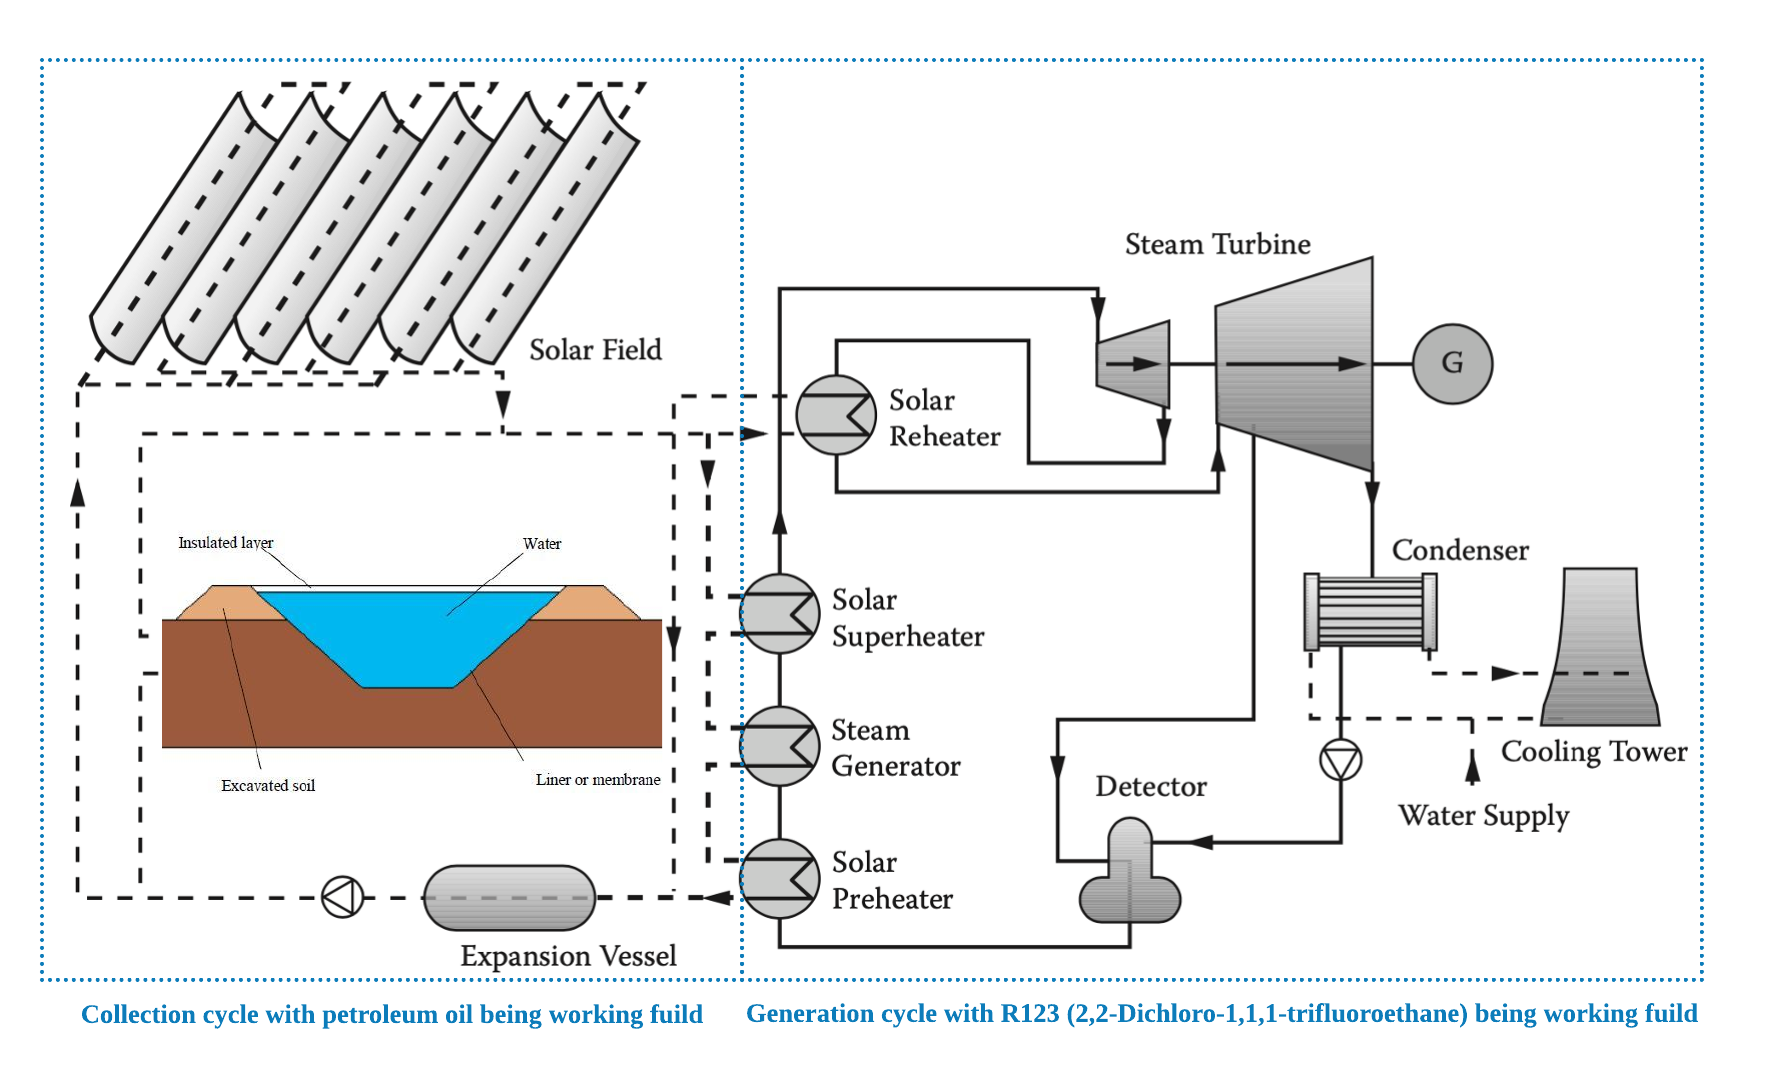 Solar Field
Insulated layer
Water
Excavated soil
Liner or membrane
Expansion Vessel
Steam Turbine
G
Solar
Reheater
Solar
Superheater
Steam
Generator
Solar
Preheater
Condenser
Cooling Tower
Water Supply
Detector
Collection cycle with petroleum oil being working fuild
Generation cycle with R123 (2,2-Dichloro-1,1,1-trifluoroethane) being working fuild